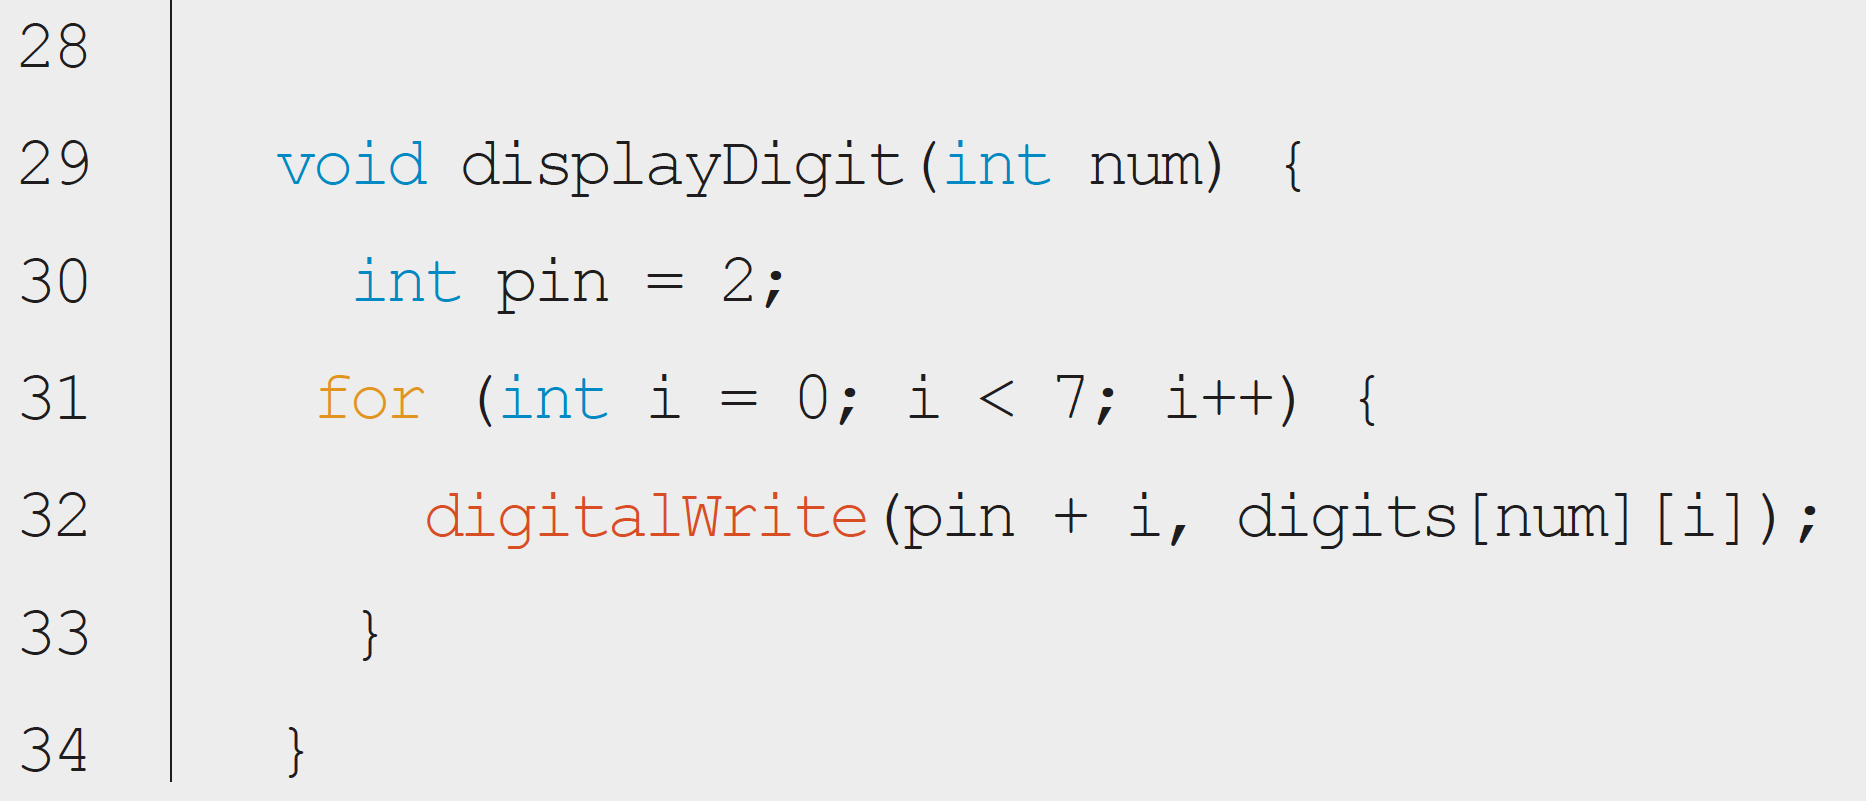 28
29 void displayDigit(int num) {
30 int pin = 2;
31 for (int i = 0; i < 7; i++) {
32 digitalWrite(pin + i, digits[num][i]);
33 }
34 }